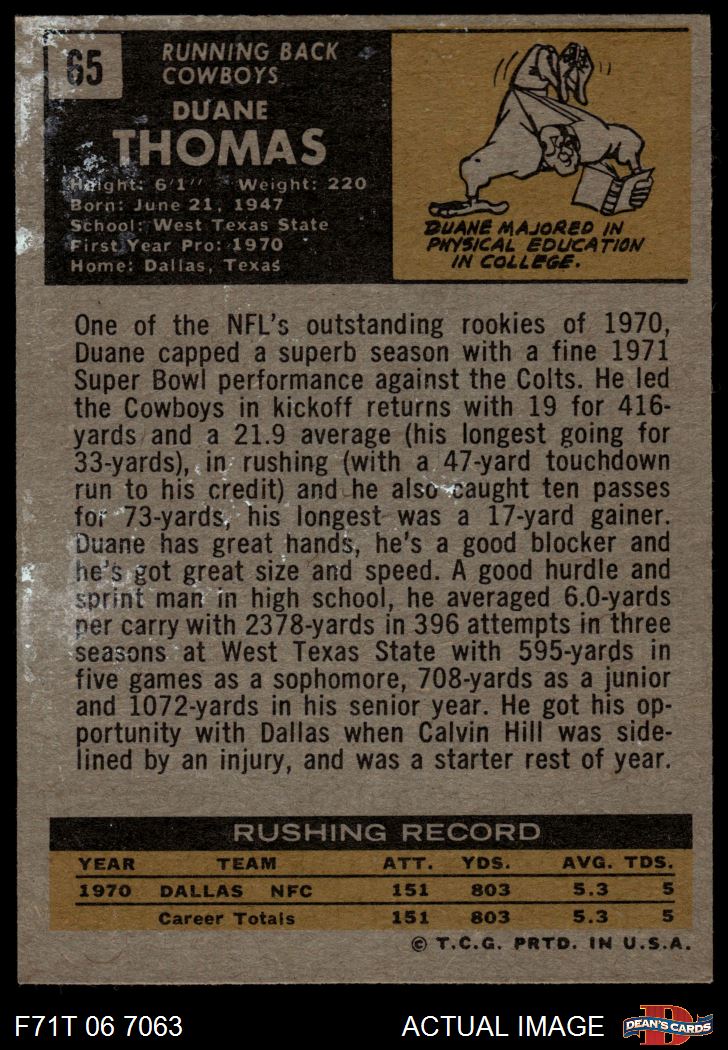 65
RUNNING BACK
COWBOYS
DUANE
THOMAS
Height: 6'1" Weight: 220
Born: June 21, 1947
School: West Texas State
First Year Pro: 1970
Home: Dallas, Texas
DUANE MAJORED IN
PHYSICAL EDUCATION
IN COLLEGE.
One of the NFL's outstanding rookies of 1970,
Duane capped a superb season with a fine 1971
Super Bowl performance against the Colts. He led
the Cowboys in kickoff returns with 19 for 416-
yards and a 21.9 average (his longest going for
33-yards), in rushing (with a 47-yard touchdown
run to his credit) and he also caught ten passes
for 73-yards, his longest was a 17-yard gainer.
Duane has great hands, he's a good blocker and
he's got great size and speed. A good hurdle and
sprint man in high school, he averaged 6.0-yards
per carry with 2378-yards in 396 attempts in three
seasons at West Texas State with 595-yards in
five games as a sophomore, 708-yards as a junior
and 1072-yards in his senior year. He got his op-
portunity with Dallas when Calvin Hill was side-
lined by an injury, and was a starter rest of year.
RUSHING RECORD
YEAR TEAM ATT. YDS. AVG. TDS.
1970 DALLAS NFC 151 803 5.3 5
Career Totals 151 803 5.3 5
© T.C.G. PRTD. IN U.S.A.
F71T 06 7063 ACTUAL IMAGE
D
DEAN'S CARDS